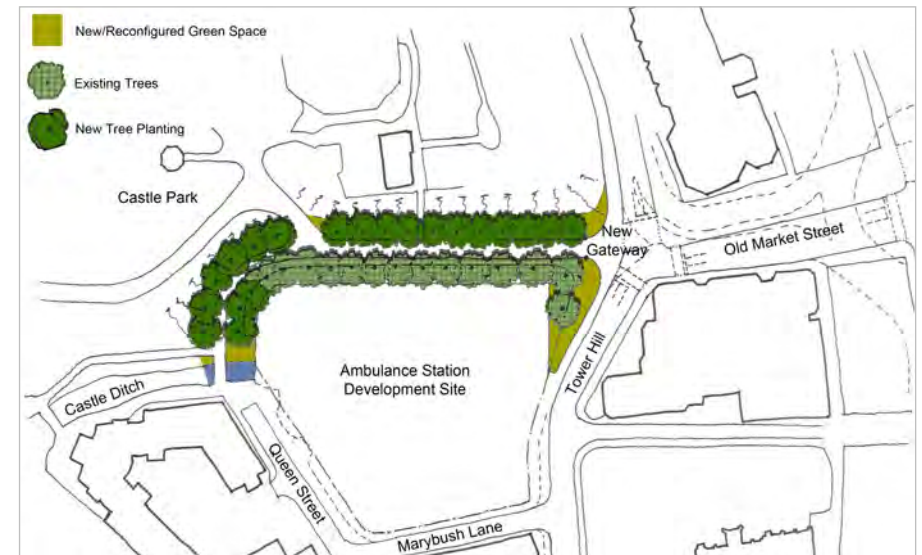 New/Reconfigured Green Space
Existing Trees
New Tree Planting
Castle Park
New
Gateway
Old Market Street
Ambulance Station
Development Site
Tower Hill
Castle Ditch
Queen Street
Marybush Lane